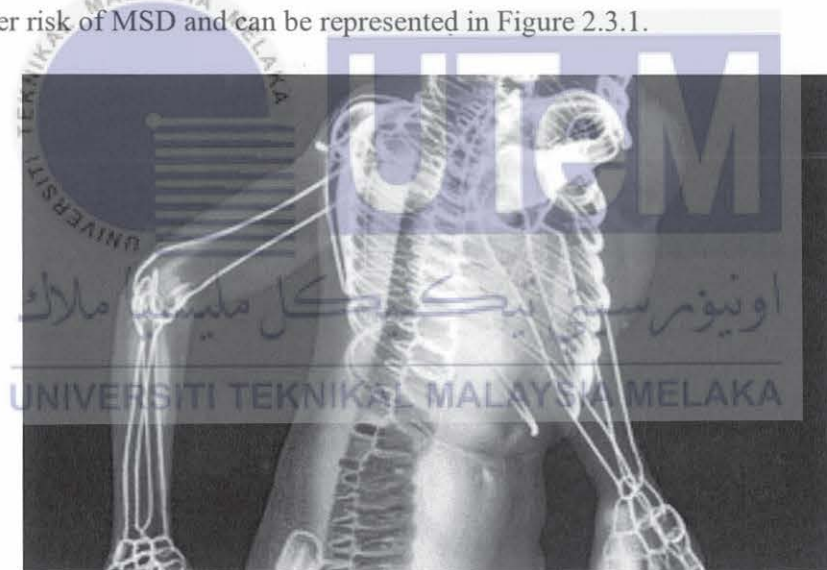 er risk of MSD and can be represented in Figure 2.3.1.
UTeM
اونيۏرسيتي تيكنيكل مليسيا ملاك
UNIVERSITI TEKNIKAL MALAYSIA MELAKA